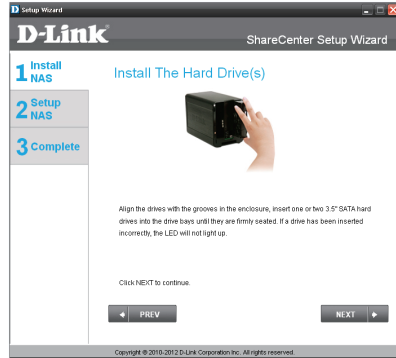 D Setup Wizard
D-Link
ShareCenter Setup Wizard
1 Install
NAS
2 Setup
NAS
3 Complete
Install The Hard Drive(s)
Align the drives with the grooves in the enclosure, insert one or two 3.5" SATA hard
drives into the drive bays until they are firmly seated. If a drive has been inserted
incorrectly, the LED will not light up.
Click NEXT to continue.
PREV
NEXT
Copyright © 2010-2012 D-Link Corporation Inc. All rights reserved.